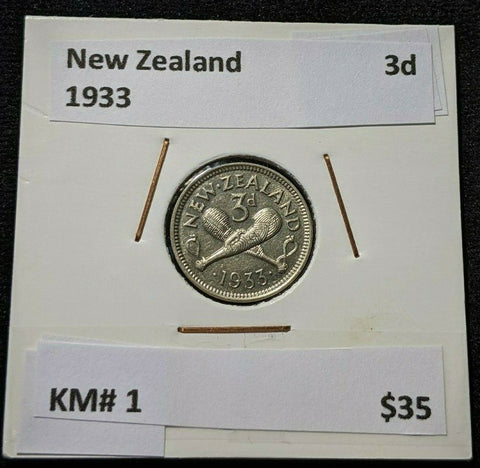 New Zealand 3d
1933
NEW·ZEALAND
3d
·1933·
KM# 1 $35